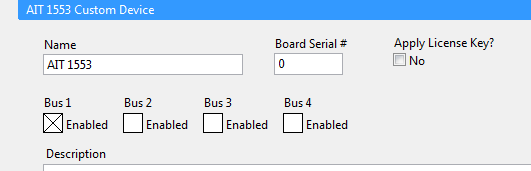 AIT 1553 Custom Device
Name Board Serial # Apply License Key?
AIT 1553 0 No
Bus 1 Bus 2 Bus 3 Bus 4
Enabled Enabled Enabled Enabled
Description